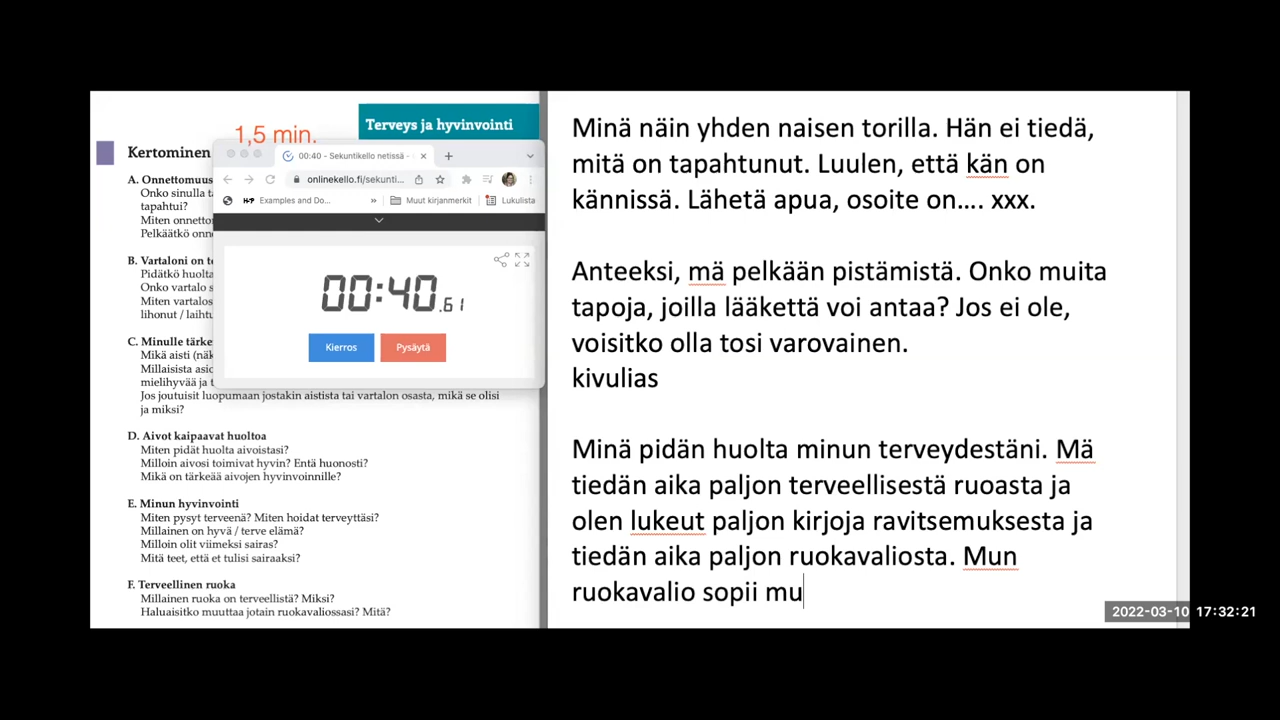 1,5 min.
Terveys ja hyvinvointi
Kertominen
A. Onnettomuus
Onko sinulla
tapahtui?
Miten
Pelkäätkö
B. Vartaloni on
Pidätkö huolta
Onko vartalo
Miten
lihonut / laihtu
C. Minulle
Mikä aisti (näk
Millaisista
mielihyvää ja
Jos joutuisit luopumaan jostakin aistista tai vartalon osasta, mikä se olisi
ja miksi?
D. Aivot kaipaavat huoltoa
Miten pidät huolta aivoistasi?
Milloin aivosi toimivat hyvin? Entä huonosti?
Mikä on tärkeää aivojen hyvinvoinnille?
E. Minun hyvinvointi
Miten pysyt terveenä? Miten hoidat terveyttäsi?
Millainen on hyvä / terve elämä?
Milloin olit viimeksi sairas?
Mitä teet, että et tulisi sairaaksi?
F. Terveellinen ruoka
Millainen ruoka on terveellistä? Miksi?
Haluaisitko muuttaa jotain ruokavaliossasi? Mitä?
00:40 - Sekuntikello netissä -
onlinekello.fi/sekunti...
Examples and Do...
»
Muut kirjanmerkit
Lukulista
00:40.61
Kierros
Pysäytä
Minä näin yhden naisen torilla. Hän ei tiedä,
mitä on tapahtunut. Luulen, että kän on
kännissä. Lähetä apua, osoite on…. xxx.
Anteeksi, mä pelkään pistämistä. Onko muita
tapoja, joilla lääkettä voi antaa? Jos ei ole,
voisitko olla tosi varovainen.
kivulias
Minä pidän huolta minun terveydestäni. Mä
tiedän aika paljon terveellisestä ruoasta ja
olen lukeut paljon kirjoja ravitsemuksesta ja
tiedän aika paljon ruokavaliosta. Mun
ruokavalio sopii mu
2022-03-10 17:32:21